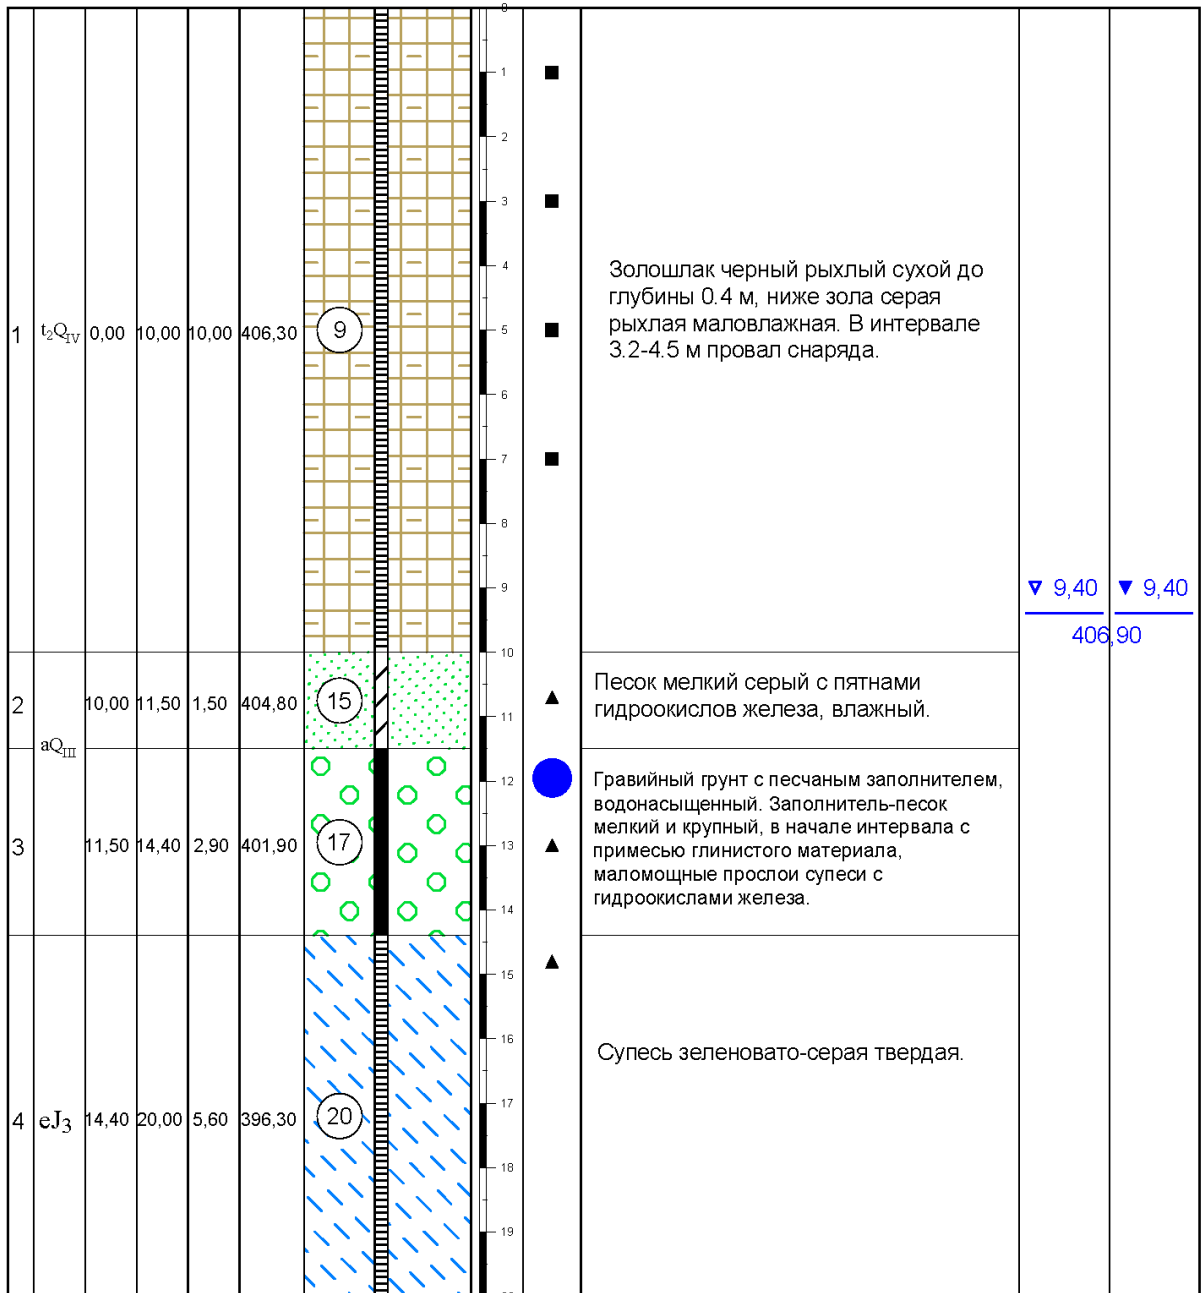 0
1
2
3
4
Золошлак черный рыхлый сухой до
глубины 0.4 м, ниже зола серая
рыхлая маловлажная. В интервале
3.2-4.5 м провал снаряда.
1 t₂Q_IV 0,00 10,00 10,00 406,30 9
5
6
7
8
9
9,40 9,40
406,90
10
2 10,00 11,50 1,50 404,80 15
Песок мелкий серый с пятнами
гидроокислов железа, влажный.
11
aQ_III
12
Гравийный грунт с песчаным заполнителем,
водонасыщенный. Заполнитель-песок
мелкий и крупный, в начале интервала с
примесью глинистого материала,
маломощные прослои супеси с
гидроокислами железа.
3 11,50 14,40 2,90 401,90 17
13
14
15
16
Супесь зеленовато-серая твердая.
17
4 eJ₃ 14,40 20,00 5,60 396,30 20
18
19